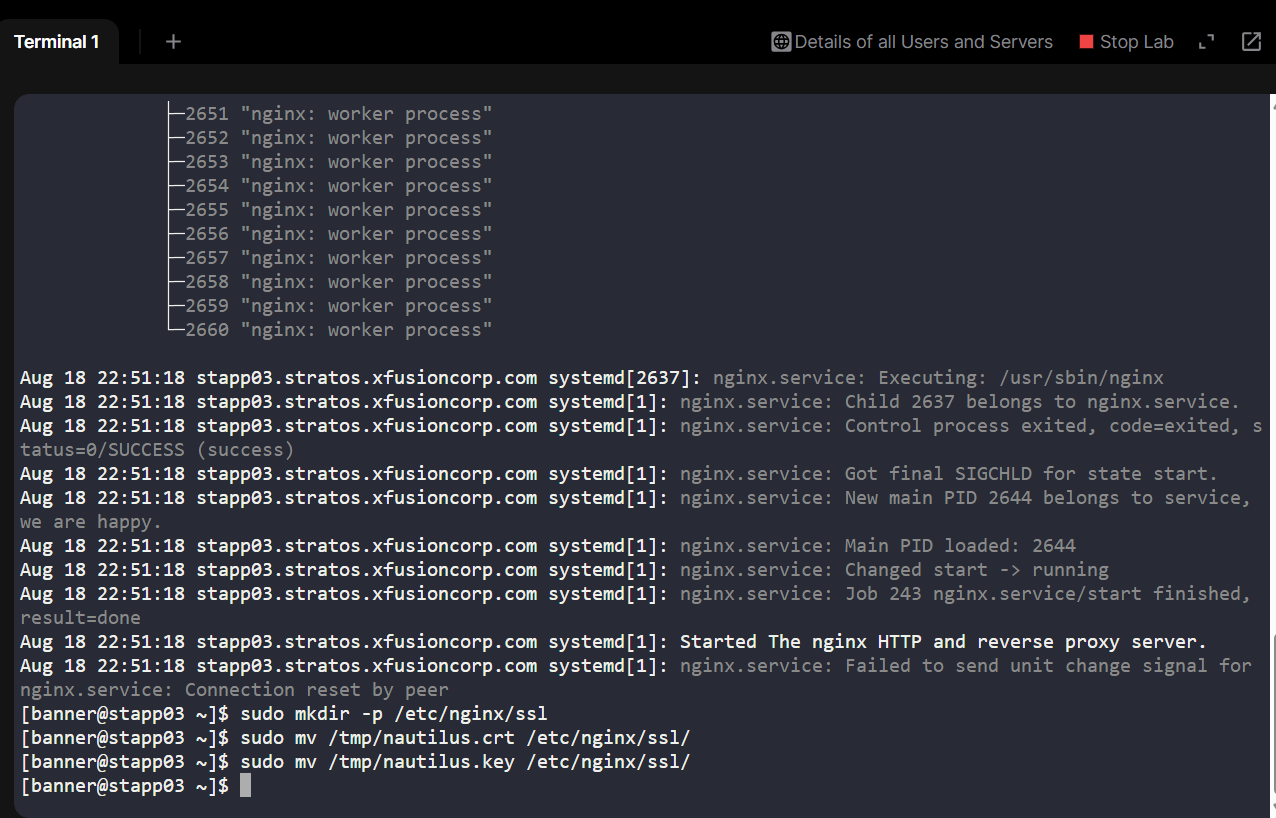 Terminal 1 + Details of all Users and Servers Stop Lab
├─2651 "nginx: worker process"
├─2652 "nginx: worker process"
├─2653 "nginx: worker process"
├─2654 "nginx: worker process"
├─2655 "nginx: worker process"
├─2656 "nginx: worker process"
├─2657 "nginx: worker process"
├─2658 "nginx: worker process"
├─2659 "nginx: worker process"
└─2660 "nginx: worker process"
Aug 18 22:51:18 stapp03.stratos.xfusioncorp.com systemd[2637]: nginx.service: Executing: /usr/sbin/nginx
Aug 18 22:51:18 stapp03.stratos.xfusioncorp.com systemd[1]: nginx.service: Child 2637 belongs to nginx.service.
Aug 18 22:51:18 stapp03.stratos.xfusioncorp.com systemd[1]: nginx.service: Control process exited, code=exited, s
tatus=0/SUCCESS (success)
Aug 18 22:51:18 stapp03.stratos.xfusioncorp.com systemd[1]: nginx.service: Got final SIGCHLD for state start.
Aug 18 22:51:18 stapp03.stratos.xfusioncorp.com systemd[1]: nginx.service: New main PID 2644 belongs to service,
we are happy.
Aug 18 22:51:18 stapp03.stratos.xfusioncorp.com systemd[1]: nginx.service: Main PID loaded: 2644
Aug 18 22:51:18 stapp03.stratos.xfusioncorp.com systemd[1]: nginx.service: Changed start -> running
Aug 18 22:51:18 stapp03.stratos.xfusioncorp.com systemd[1]: nginx.service: Job 243 nginx.service/start finished,
result=done
Aug 18 22:51:18 stapp03.stratos.xfusioncorp.com systemd[1]: Started The nginx HTTP and reverse proxy server.
Aug 18 22:51:18 stapp03.stratos.xfusioncorp.com systemd[1]: nginx.service: Failed to send unit change signal for
nginx.service: Connection reset by peer
[banner@stapp03 ~]$ sudo mkdir -p /etc/nginx/ssl
[banner@stapp03 ~]$ sudo mv /tmp/nautilus.crt /etc/nginx/ssl/
[banner@stapp03 ~]$ sudo mv /tmp/nautilus.key /etc/nginx/ssl/
[banner@stapp03 ~]$